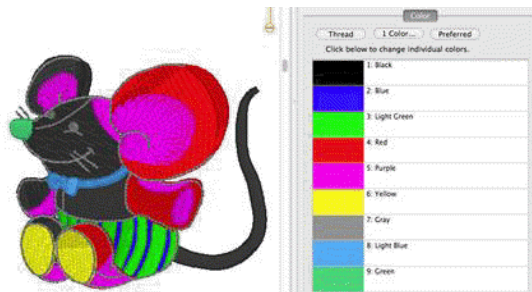 Color
Thread 1 Color... Preferred
Click below to change individual colors.
1: Black
2: Blue
3: Light Green
4: Red
5: Purple
6: Yellow
7: Gray
8: Light Blue
9: Green